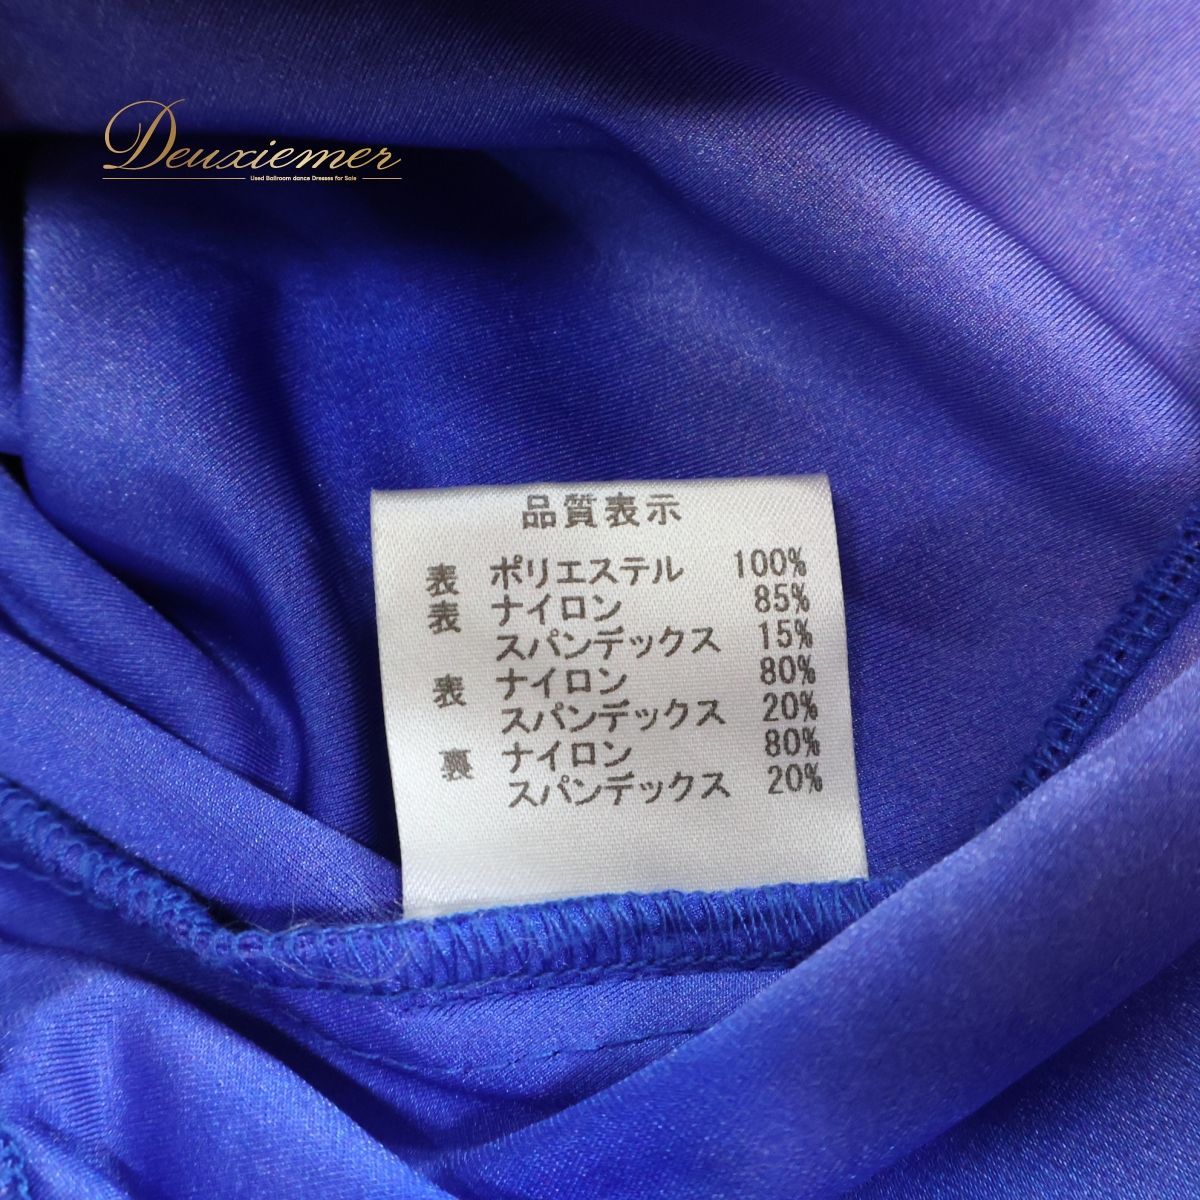 Deuxiemer
Used Ballroom dance Dresses for Sale
品質表示
表 ポリエステル 100%
表 ナイロン 85%
スパンデックス 15%
表 ナイロン 80%
スパンデックス 20%
裏 ナイロン 80%
スパンデックス 20%